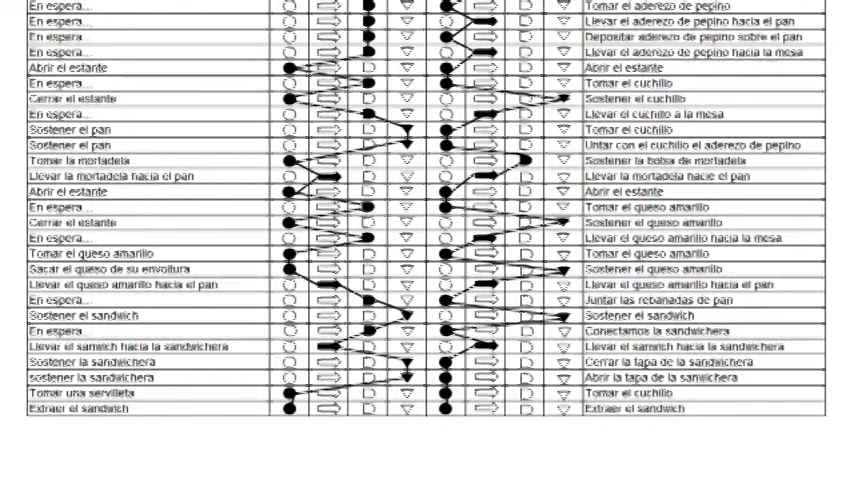 En espera... Tomar el aderezo de pepino
En espera... Llevar el aderezo de pepino hacia el pan
En espera... Depositar aderezo de pepino sobre el pan
En espera... Llevar el aderezo de pepino hacia la mesa
Abrir el estante Abrir el estante
En espera... Tomar el cuchillo
Cerrar el estante Sostener el cuchillo
En espera... Llevar el cuchillo a la mesa
Sostener el pan Tomar el cuchillo
Sostener el pan Untar con el cuchillo el aderezo de pepino
Tomar la mortadela Sostener la bolsa de mortadela
Llevar la mortadela hacia el pan Llevar la mortadela hacie el pan
Abrir el estante Abrir el estante
En espera... Tomar el queso amarillo
Cerrar el estante Sostener el queso amarillo
En espera... Llevar el queso amarillo hacia la mesa
Tomar el queso amarillo Tomar el queso amarillo
Sacar el queso de su envoltura Sostener el queso amarillo
Llevar el queso amarillo hacia el pan Llevar el queso amarillo hacia el pan
En espera... Juntar las rebanadas de pan
Sostener el sandwich Sostener el sandwich
En espera... Conectamos la sandwichera
Llevar el sanwich hacia la sandwichera Llevar el sanwich hacia la sandwichera
Sostener la sandwichera Cerrar la tapa de la sandwichera
sostener la sandwichera Abrir la tapa de la sanwichera
Tomar una servilleta Tomar el cuchillo
Extraer el sandwich Extraer el sandwich